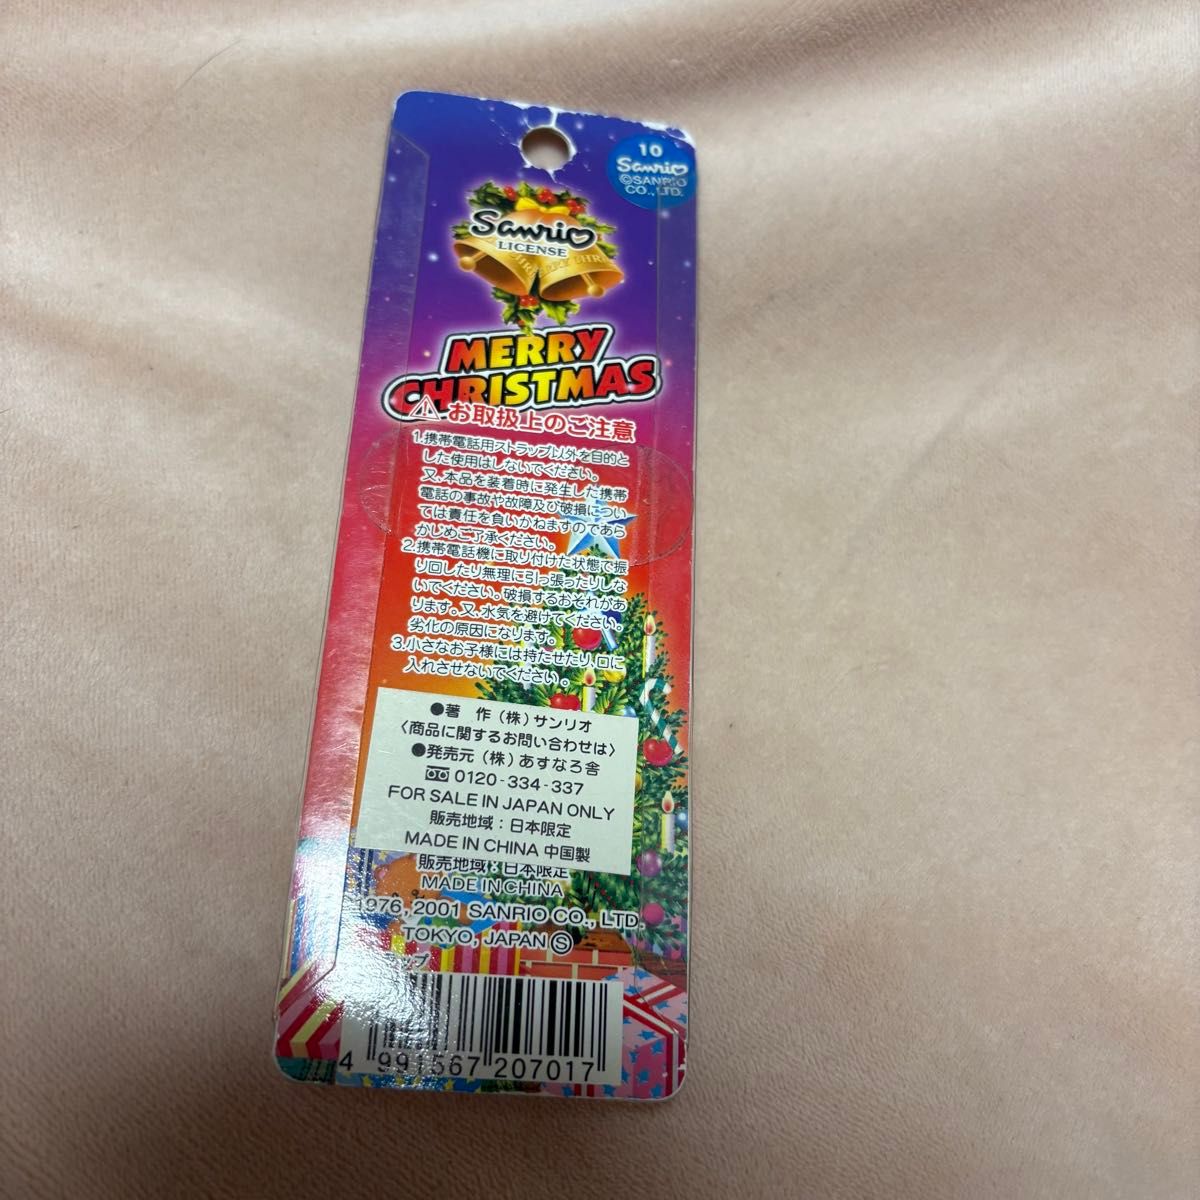 10
Sanrio
©SANRIO
CO., LTD.
Sanrio
LICENSE
MERRY
CHRISTMAS
お取扱上のご注意
1.携帯電話用ストラップ以外を目的と
した使用はしないでください。
又、本品を装着時に発生した携帯
電話の事故や故障及び破損につい
ては責任を負いかねますのであら
かじめご了承ください。
2.携帯電話機に取り付けた状態で振
り回したり無理に引っ張ったりしな
いでください。破損するおそれがあ
ります。又、水気を避けてください。
劣化の原因になります。
3.小さなお子様には持たせたり、口に
入れさせないでください。
●著 作(株)サンリオ
〈商品に関するお問い合わせは〉
●発売元(株)あすなろ舎
0120-334-337
FOR SALE IN JAPAN ONLY
販売地域:日本限定
MADE IN CHINA 中国製
販売地域:日本限定
MADE IN CHINA
1976, 2001 SANRIO CO., LTD.
TOKYO, JAPAN Ⓢ
ップ
4 991567 207017